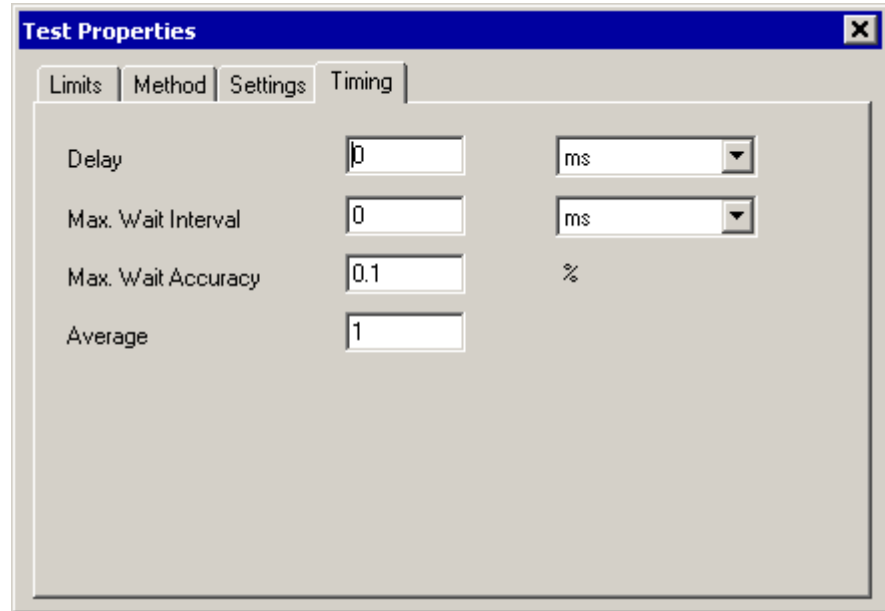 Test Properties
Limits Method Settings Timing
Delay 0 ms
Max. Wait Interval 0 ms
Max. Wait Accuracy 0.1 %
Average 1